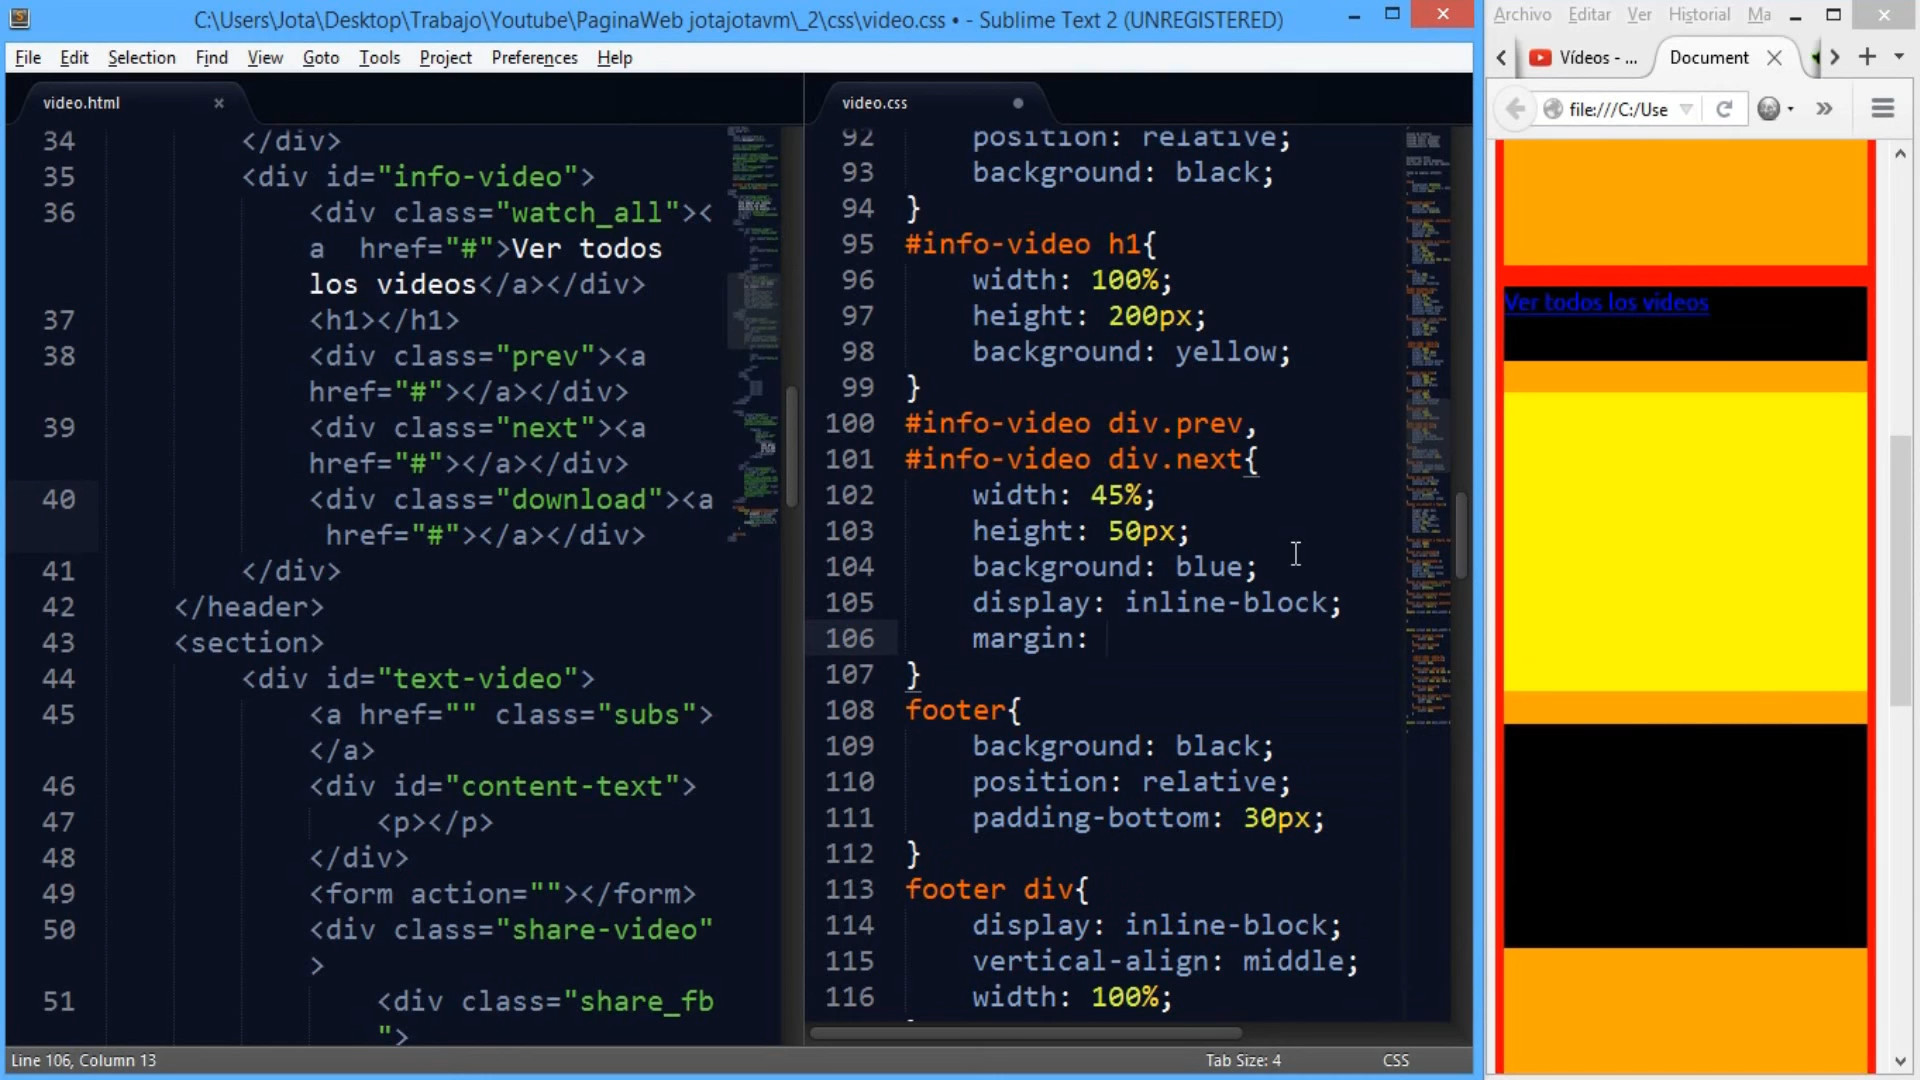 C:\Users\Jota\Desktop\Trabajo\Youtube\PaginaWeb jotajotavm\_2\css\video.css • - Sublime Text 2 (UNREGISTERED)
File Edit Selection Find View Goto Tools Project Preferences Help
video.html
34 </div>
35 <div id="info-video">
36 <div class="watch_all"><
a href="#">Ver todos
los videos</a></div>
37 <h1></h1>
38 <div class="prev"><a
href="#"></a></div>
39 <div class="next"><a
href="#"></a></div>
40 <div class="download"><a
href="#"></a></div>
41 </div>
42 </header>
43 <section>
44 <div id="text-video">
45 <a href="" class="subs">
</a>
46 <div id="content-text">
47 <p></p>
48 </div>
49 <form action=""></form>
50 <div class="share-video"
>
51 <div class="share_fb
">
video.css
92 position: relative;
93 background: black;
94 }
95 #info-video h1{
96 width: 100%;
97 height: 200px;
98 background: yellow;
99 }
100 #info-video div.prev,
101 #info-video div.next{
102 width: 45%;
103 height: 50px;
104 background: blue;
105 display: inline-block;
106 margin:
107 }
108 footer{
109 background: black;
110 position: relative;
111 padding-bottom: 30px;
112 }
113 footer div{
114 display: inline-block;
115 vertical-align: middle;
116 width: 100%;
Line 106, Column 13
Tab Size: 4
CSS
Archivo Editar Ver Historial Ma
Vídeos - ...
Document
file:///C:/Use
Ver todos los videos